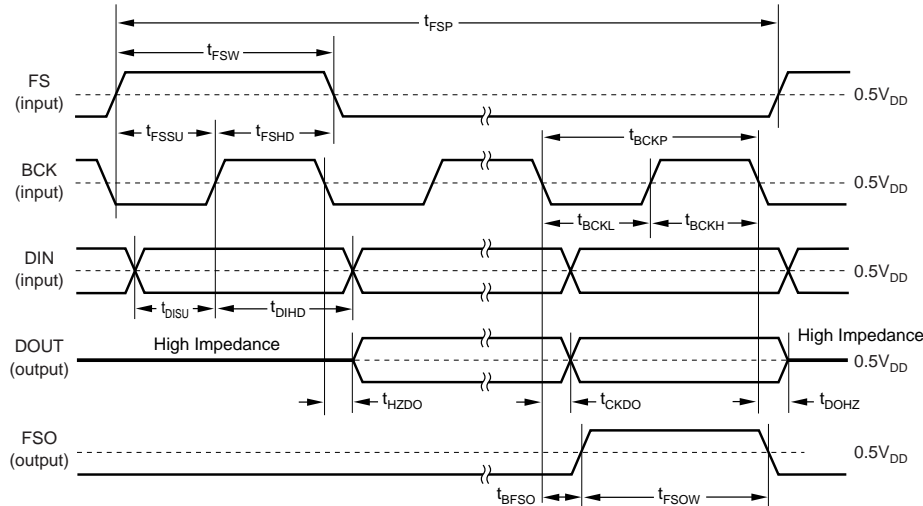 tFSP
tFSW
FS
(input)
0.5VDD
tFSSU
tFSHD
tBCKP
BCK
(input)
0.5VDD
tBCKL
tBCKH
DIN
(input)
0.5VDD
tDISU
tDIHD
High Impedance
High Impedance
DOUT
(output)
0.5VDD
tHZDO
tCKDO
tDOHZ
FSO
(output)
0.5VDD
tBFSO
tFSOW